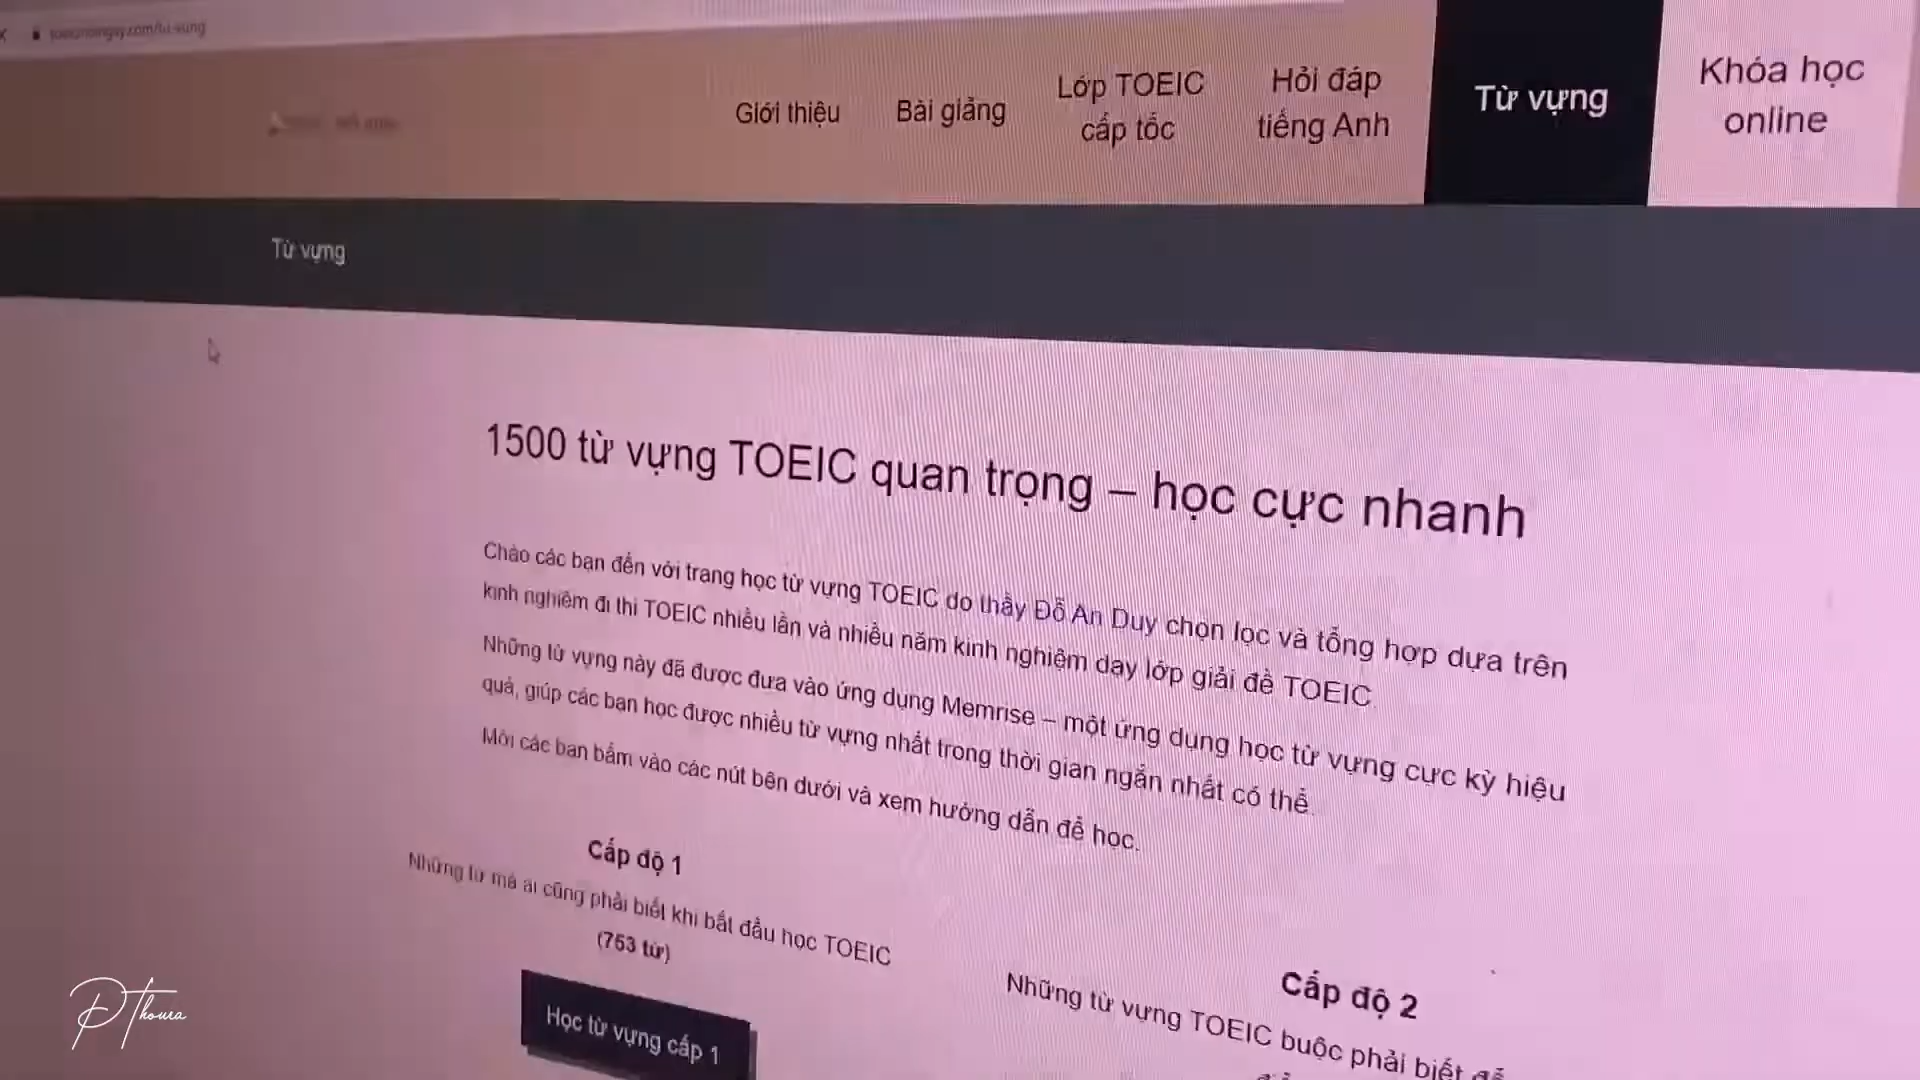 Giới thiệu
Bài giảng
Lớp TOEIC
cấp tốc
Hỏi đáp
tiếng Anh
Từ vựng
Khóa học
online
Từ vựng
1500 từ vựng TOEIC quan trọng – học cực nhanh
Chào các bạn đến với trang học từ vựng TOEIC do thầy Đỗ An Duy chọn lọc và tổng hợp dựa trên
kinh nghiệm đi thi TOEIC nhiều lần và nhiều năm kinh nghiệm dạy lớp giải đề TOEIC.
Những từ vựng này đã được đưa vào ứng dụng Memrise – một ứng dụng học từ vựng cực kỳ hiệu
quả, giúp các bạn học được nhiều từ vựng nhất trong thời gian ngắn nhất có thể.
Mời các bạn bấm vào các nút bên dưới và xem hướng dẫn để học.
Cấp độ 1
Những từ mà ai cũng phải biết khi bắt đầu học TOEIC
(753 từ)
Học từ vựng cấp 1
Cấp độ 2
Những từ vựng TOEIC buộc phải biết để